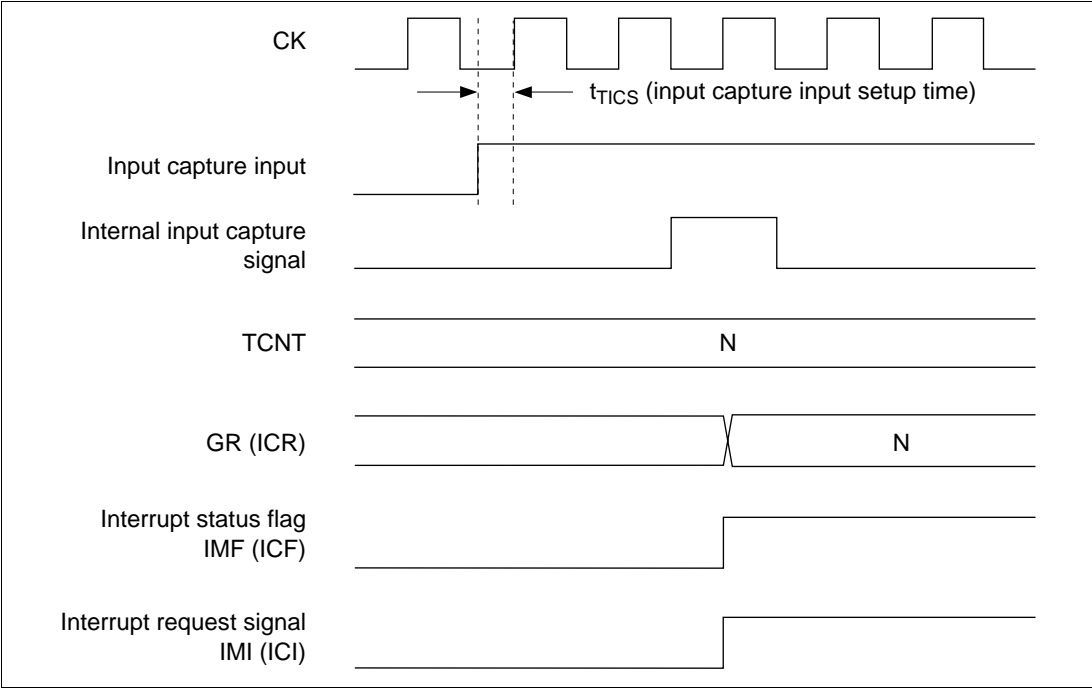 CK
tTICS (input capture input setup time)
Input capture input
Internal input capture
signal
TCNT
N
GR (ICR)
N
Interrupt status flag
IMF (ICF)
Interrupt request signal
IMI (ICI)